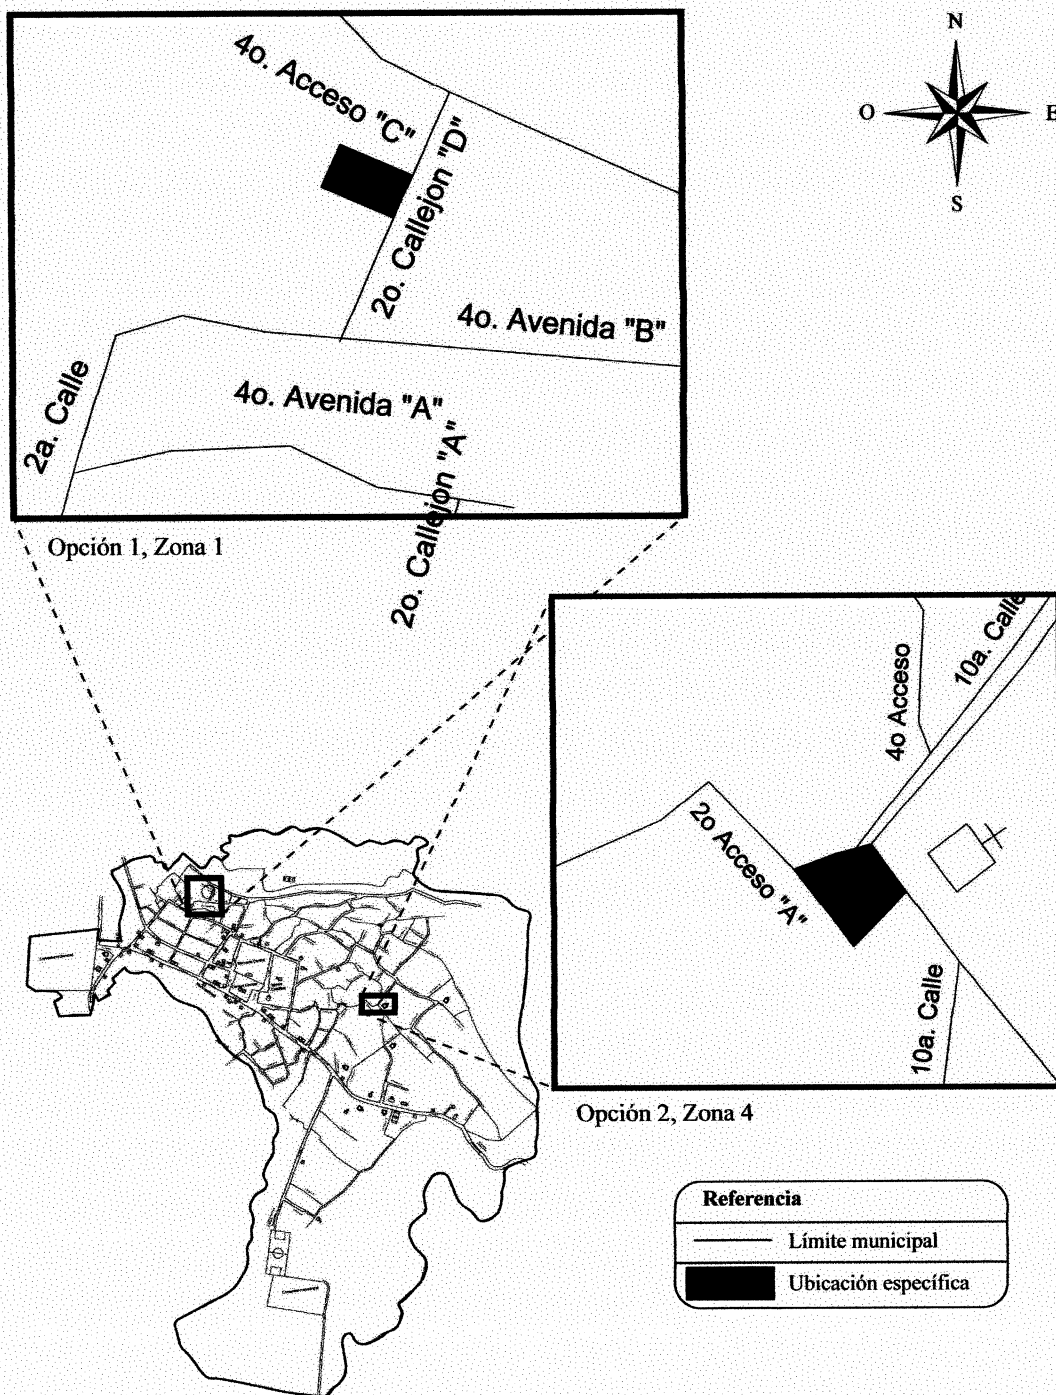 N
O
E
S
4o. Acceso "C"
2o. Callejon "D"
4o. Avenida "B"
4o. Avenida "A"
2a. Calle
2o. Callejon "A"
Opción 1, Zona 1
10a. Calle
4o Acceso
2o Acceso "A"
10a. Calle
Opción 2, Zona 4
Referencia
Límite municipal
Ubicación específica